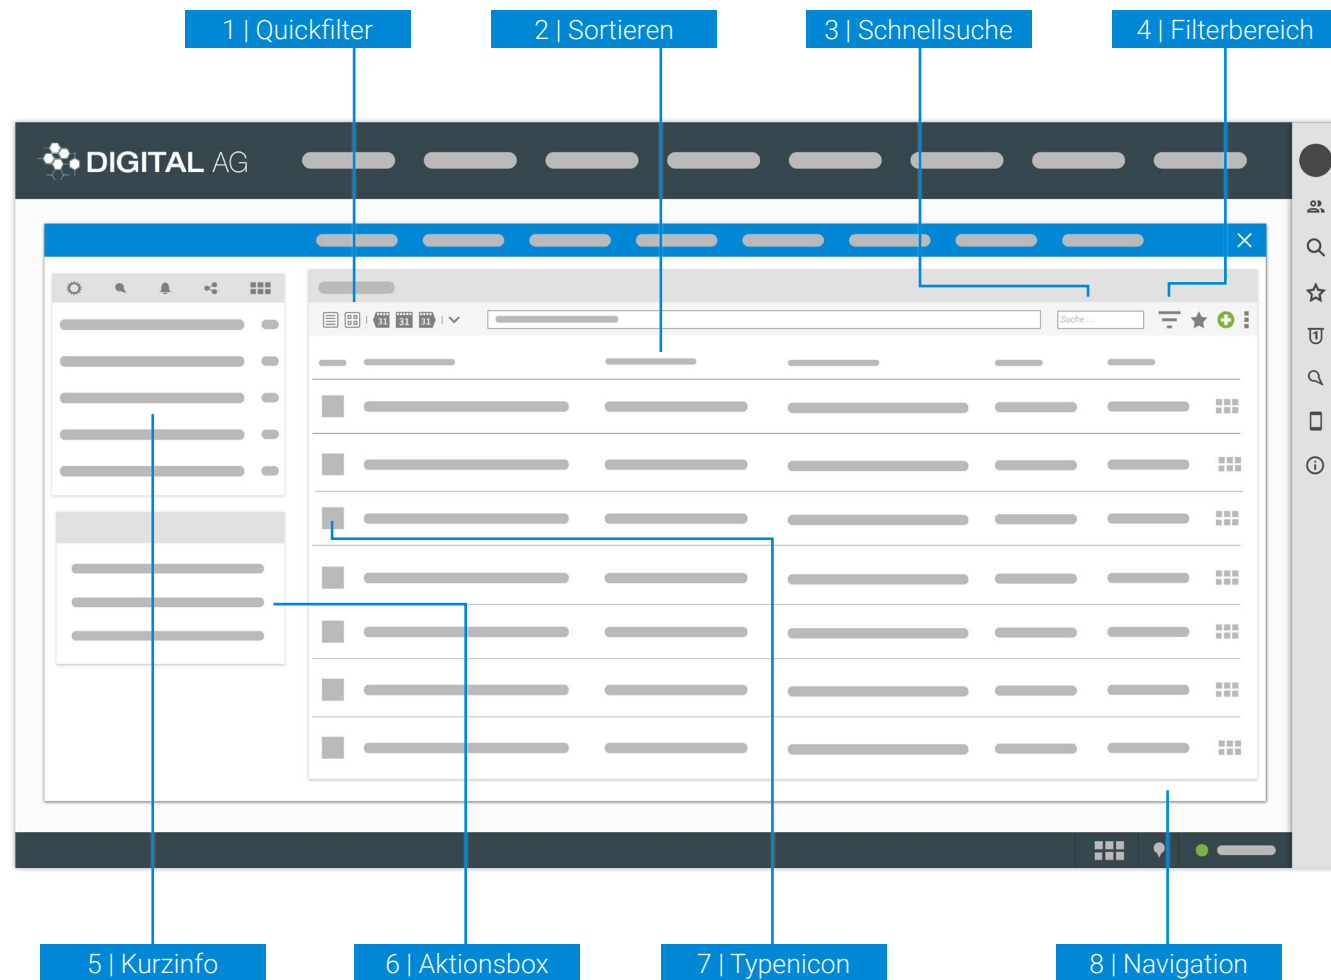 1 | Quickfilter
2 | Sortieren
3 | Schnellsuche
4 | Filterbereich
DIGITAL AG
31 31 31
Suche ...
1
5 | Kurzinfo
6 | Aktionsbox
7 | Typenicon
8 | Navigation